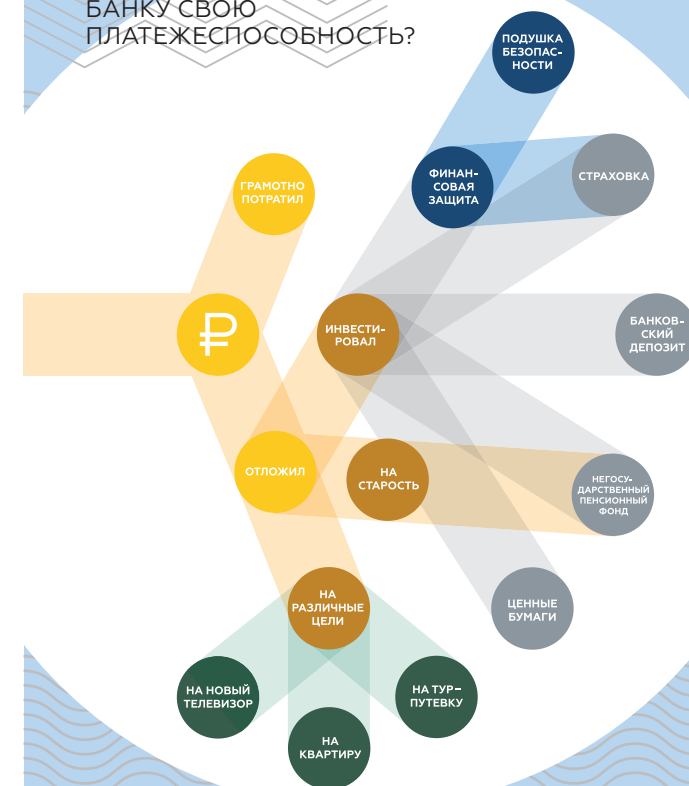 БАНКУ СВОЮ
ПЛАТЕЖЕСПОСОБНОСТЬ?
ПОДУШКА
БЕЗОПАС-
НОСТИ
ГРАМОТНО
ПОТРАТИЛ
ФИНАН-
СОВАЯ
ЗАЩИТА
СТРАХОВКА
₽
ИНВЕСТИ-
РОВАЛ
БАНКОВ-
СКИЙ
ДЕПОЗИТ
ОТЛОЖИЛ
НА
СТАРОСТЬ
НЕГОСУ-
ДАРСТВЕННЫЙ
ПЕНСИОННЫЙ
ФОНД
НА
РАЗЛИЧНЫЕ
ЦЕЛИ
ЦЕННЫЕ
БУМАГИ
НА НОВЫЙ
ТЕЛЕВИЗОР
НА
КВАРТИРУ
НА ТУР-
ПУТЕВКУ